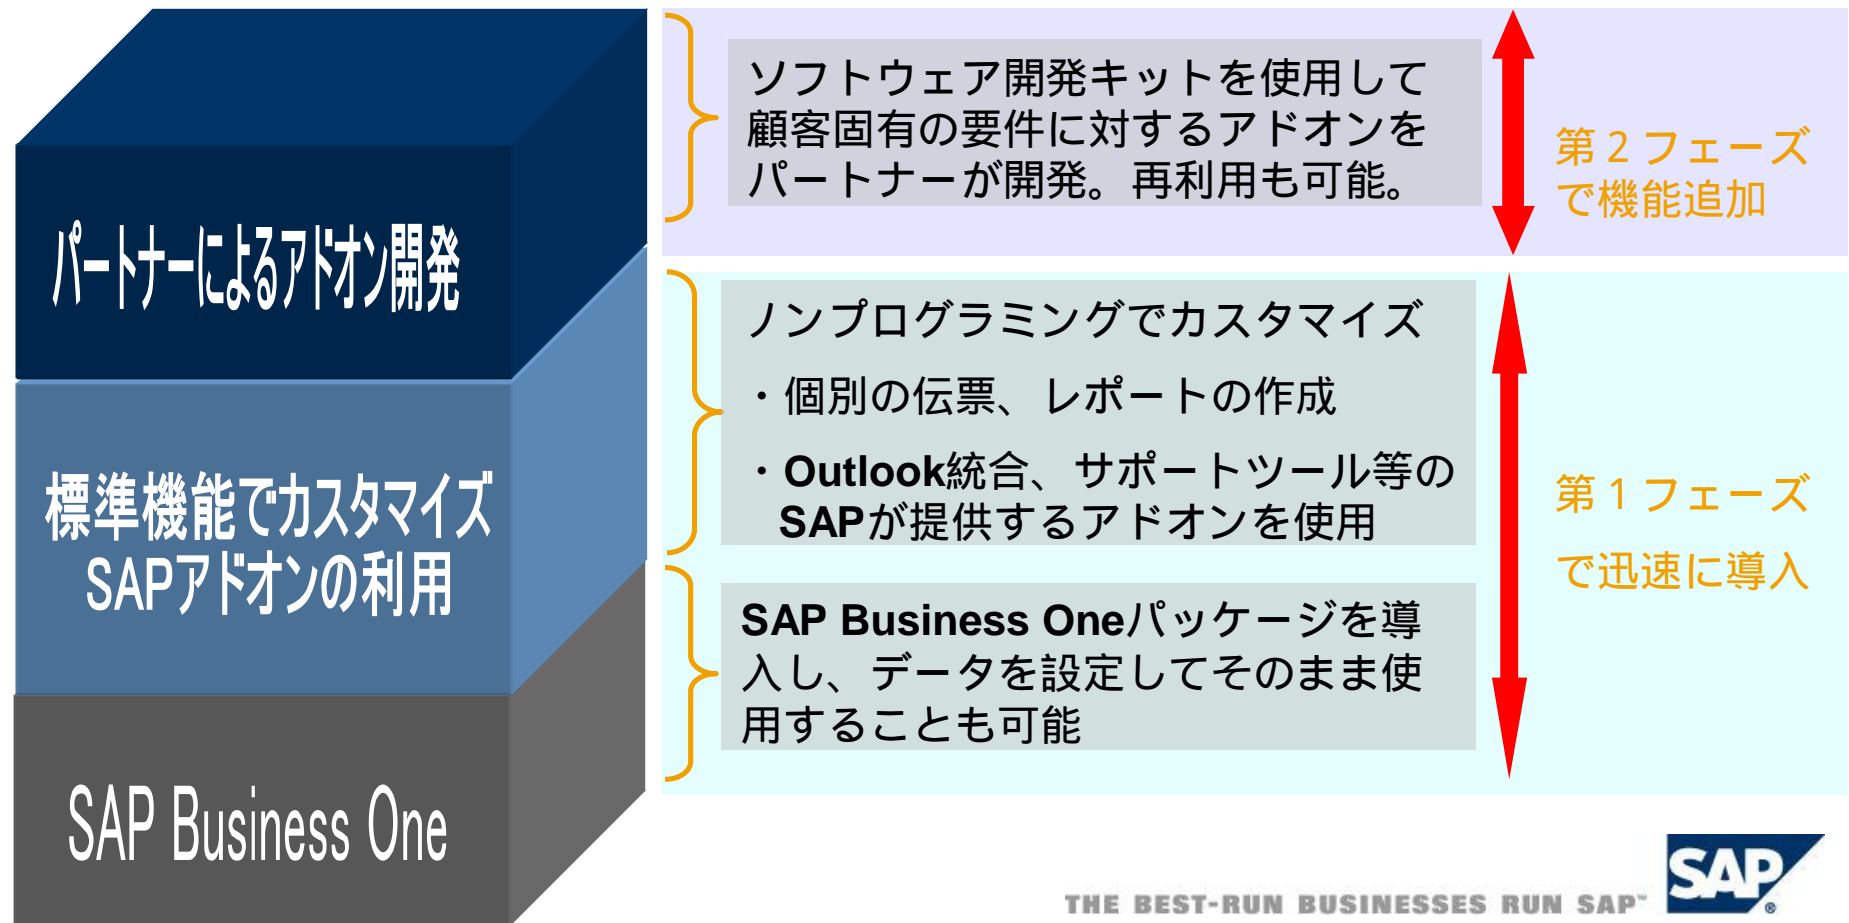 パートナーによるアドオン開発
標準機能でカスタマイズ
SAPアドオンの利用
SAP Business One
ソフトウェア開発キットを使用して
顧客固有の要件に対するアドオンを
パートナーが開発。再利用も可能。
第２フェーズ
で機能追加
ノンプログラミングでカスタマイズ
・個別の伝票、レポートの作成
・Outlook統合、サポートツール等の
SAPが提供するアドオンを使用
SAP Business Oneパッケージを導
入し、データを設定してそのまま使
用することも可能
第１フェーズ
で迅速に導入
THE BEST-RUN BUSINESSES RUN SAP™
SAP®